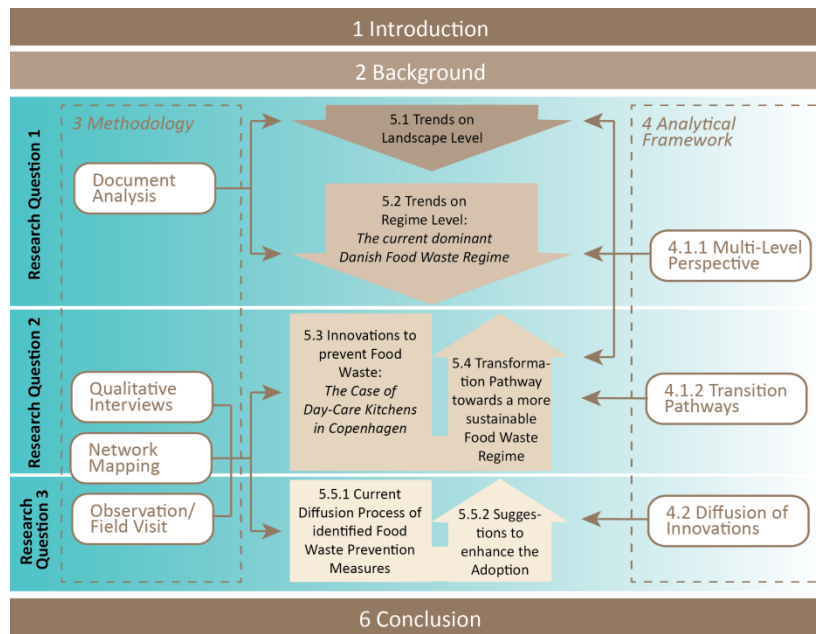 1 Introduction
2 Background
Research Question 1
3 Methodology
Document
Analysis
5.1 Trends on
Landscape Level
5.2 Trends on
Regime Level:
The current dominant
Danish Food Waste Regime
4 Analytical
Framework
4.1.1 Multi-Level
Perspective
Research Question 2
Qualitative
Interviews
Network
Mapping
5.3 Innovations to
prevent Food
Waste:
The Case of
Day-Care Kitchens
in Copenhagen
5.4 Transforma-
tion Pathway
towards a more
sustainable
Food Waste
Regime
4.1.2 Transition
Pathways
Research
Question 3
Observation/
Field Visit
5.5.1 Current
Diffusion Process of
identified Food
Waste Prevention
Measures
5.5.2 Sugges-
tions to
enhance the
Adoption
4.2 Diffusion of
Innovations
6 Conclusion